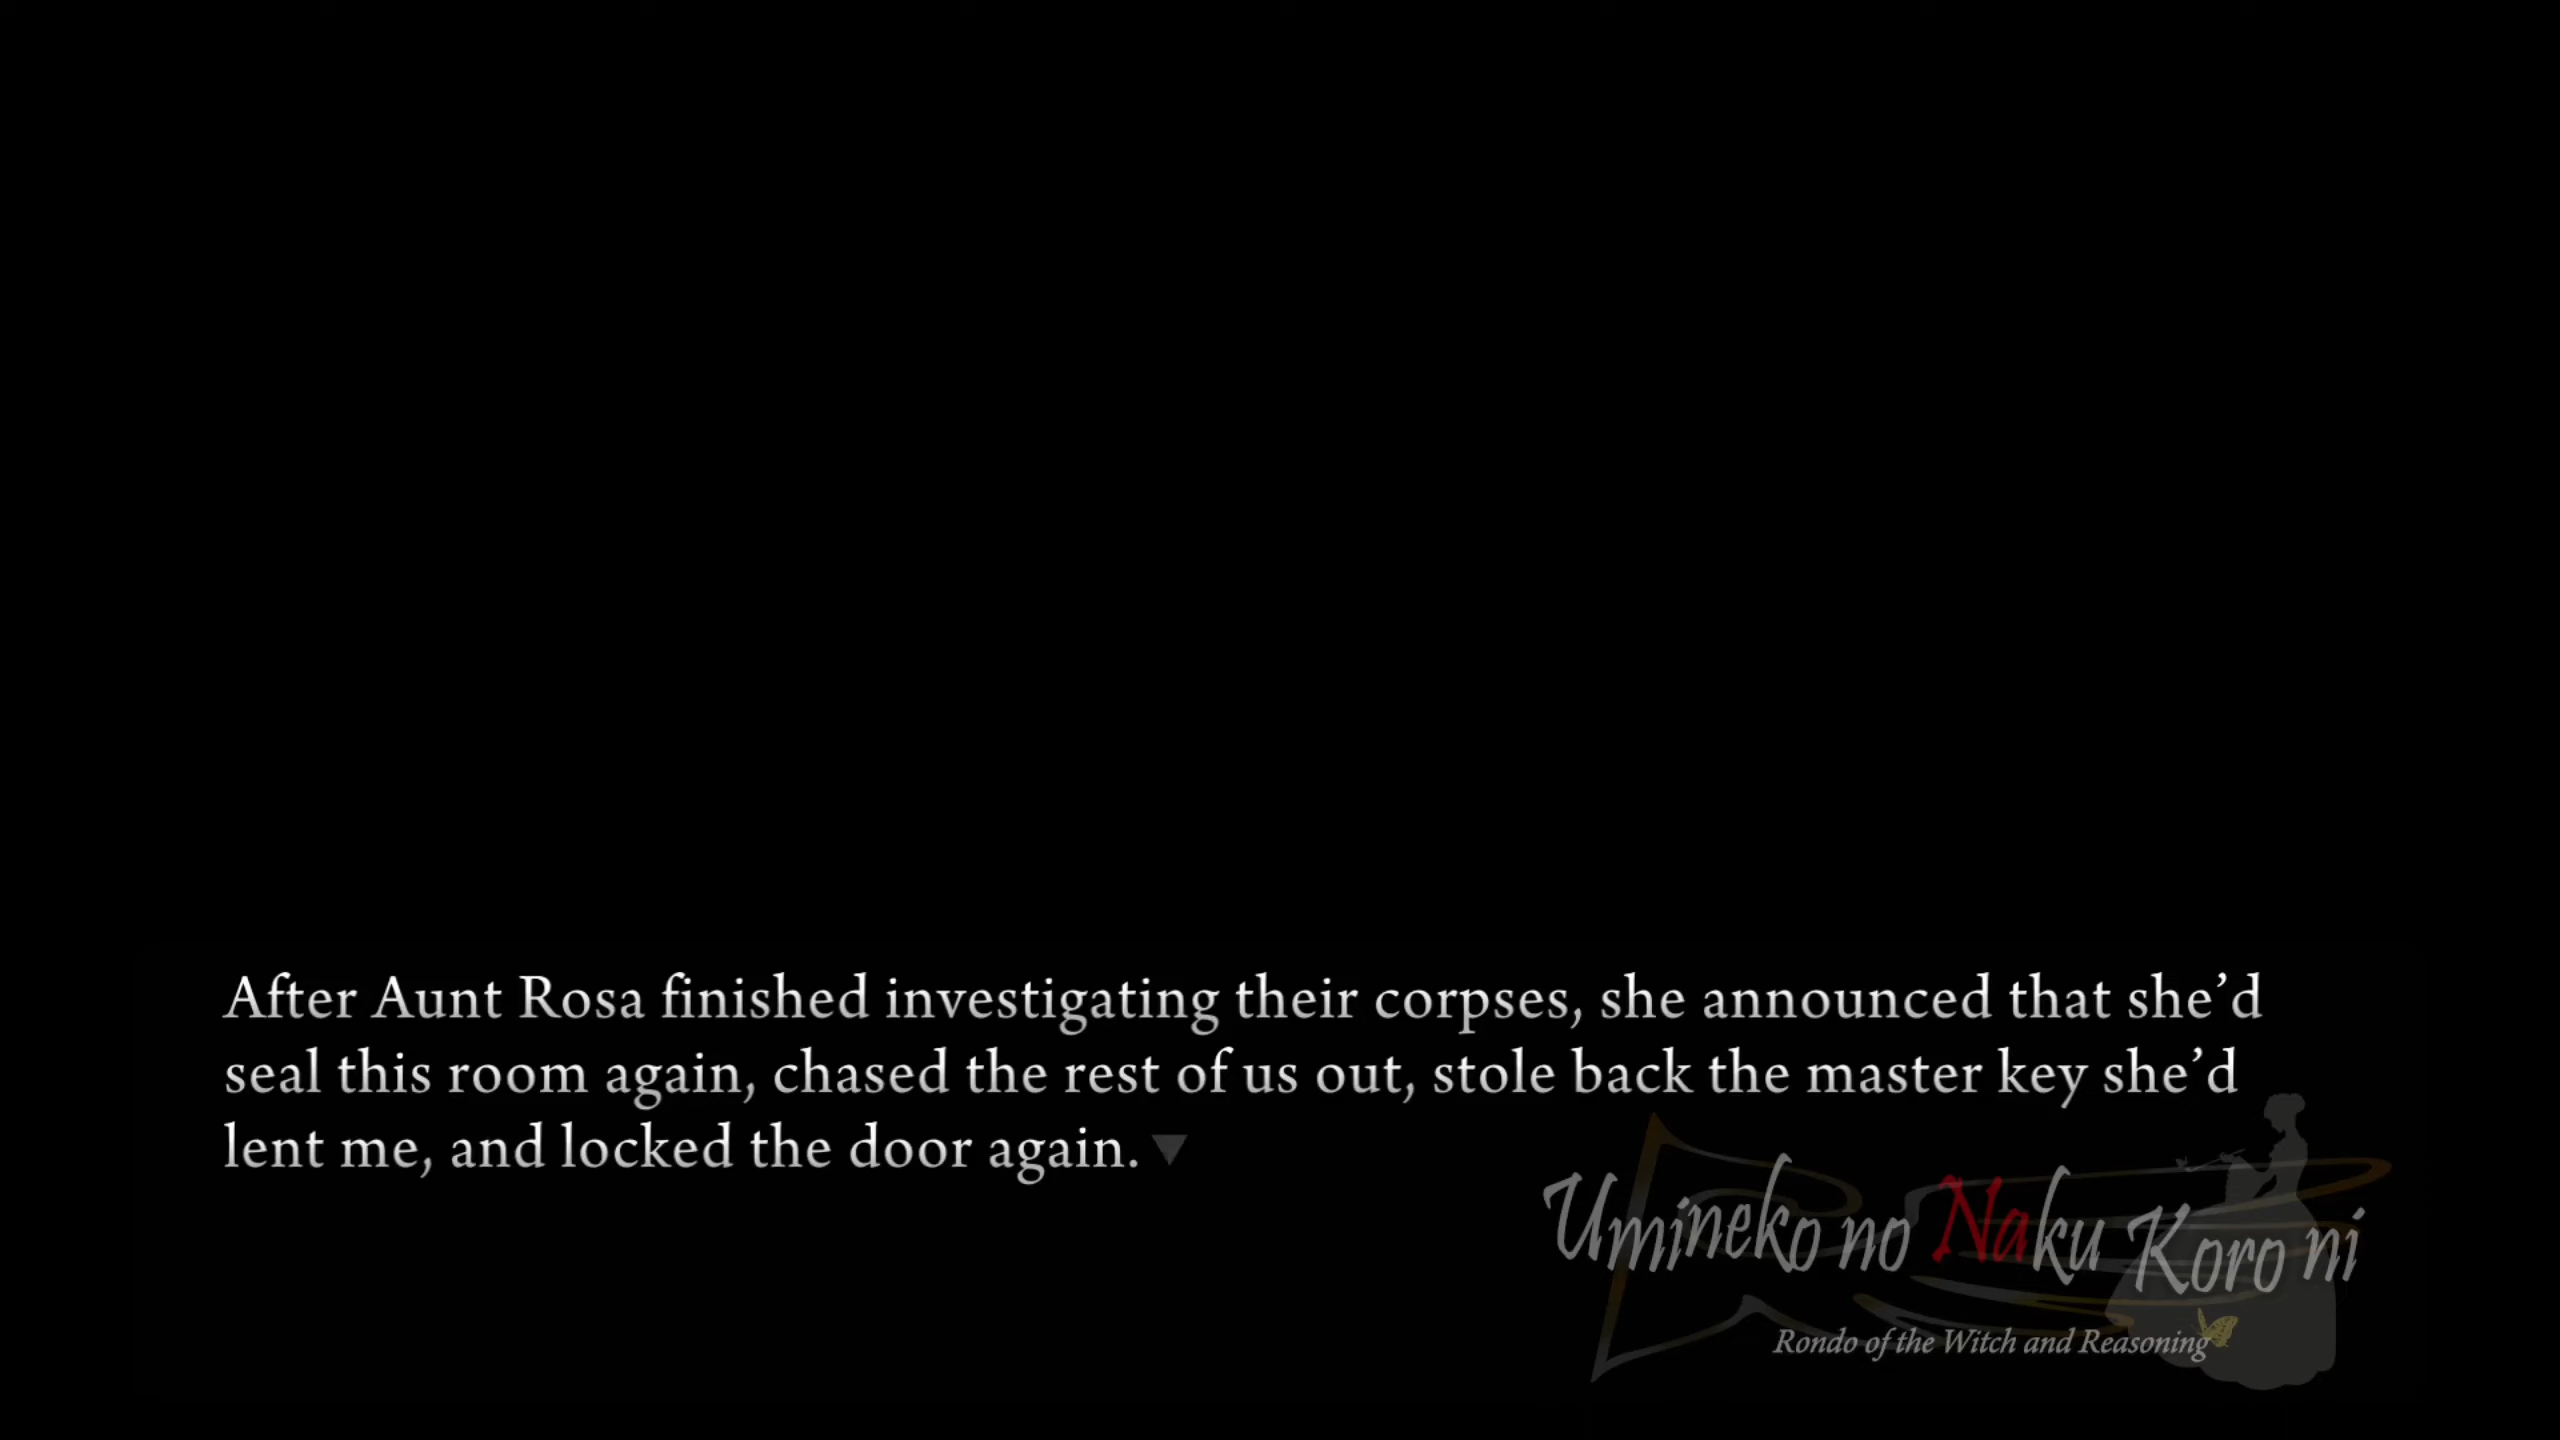 After Aunt Rosa finished investigating their corpses, she announced that she’d
seal this room again, chased the rest of us out, stole back the master key she’d
lent me, and locked the door again.
Umineko no Naku Koro ni
Rondo of the Witch and Reasoning